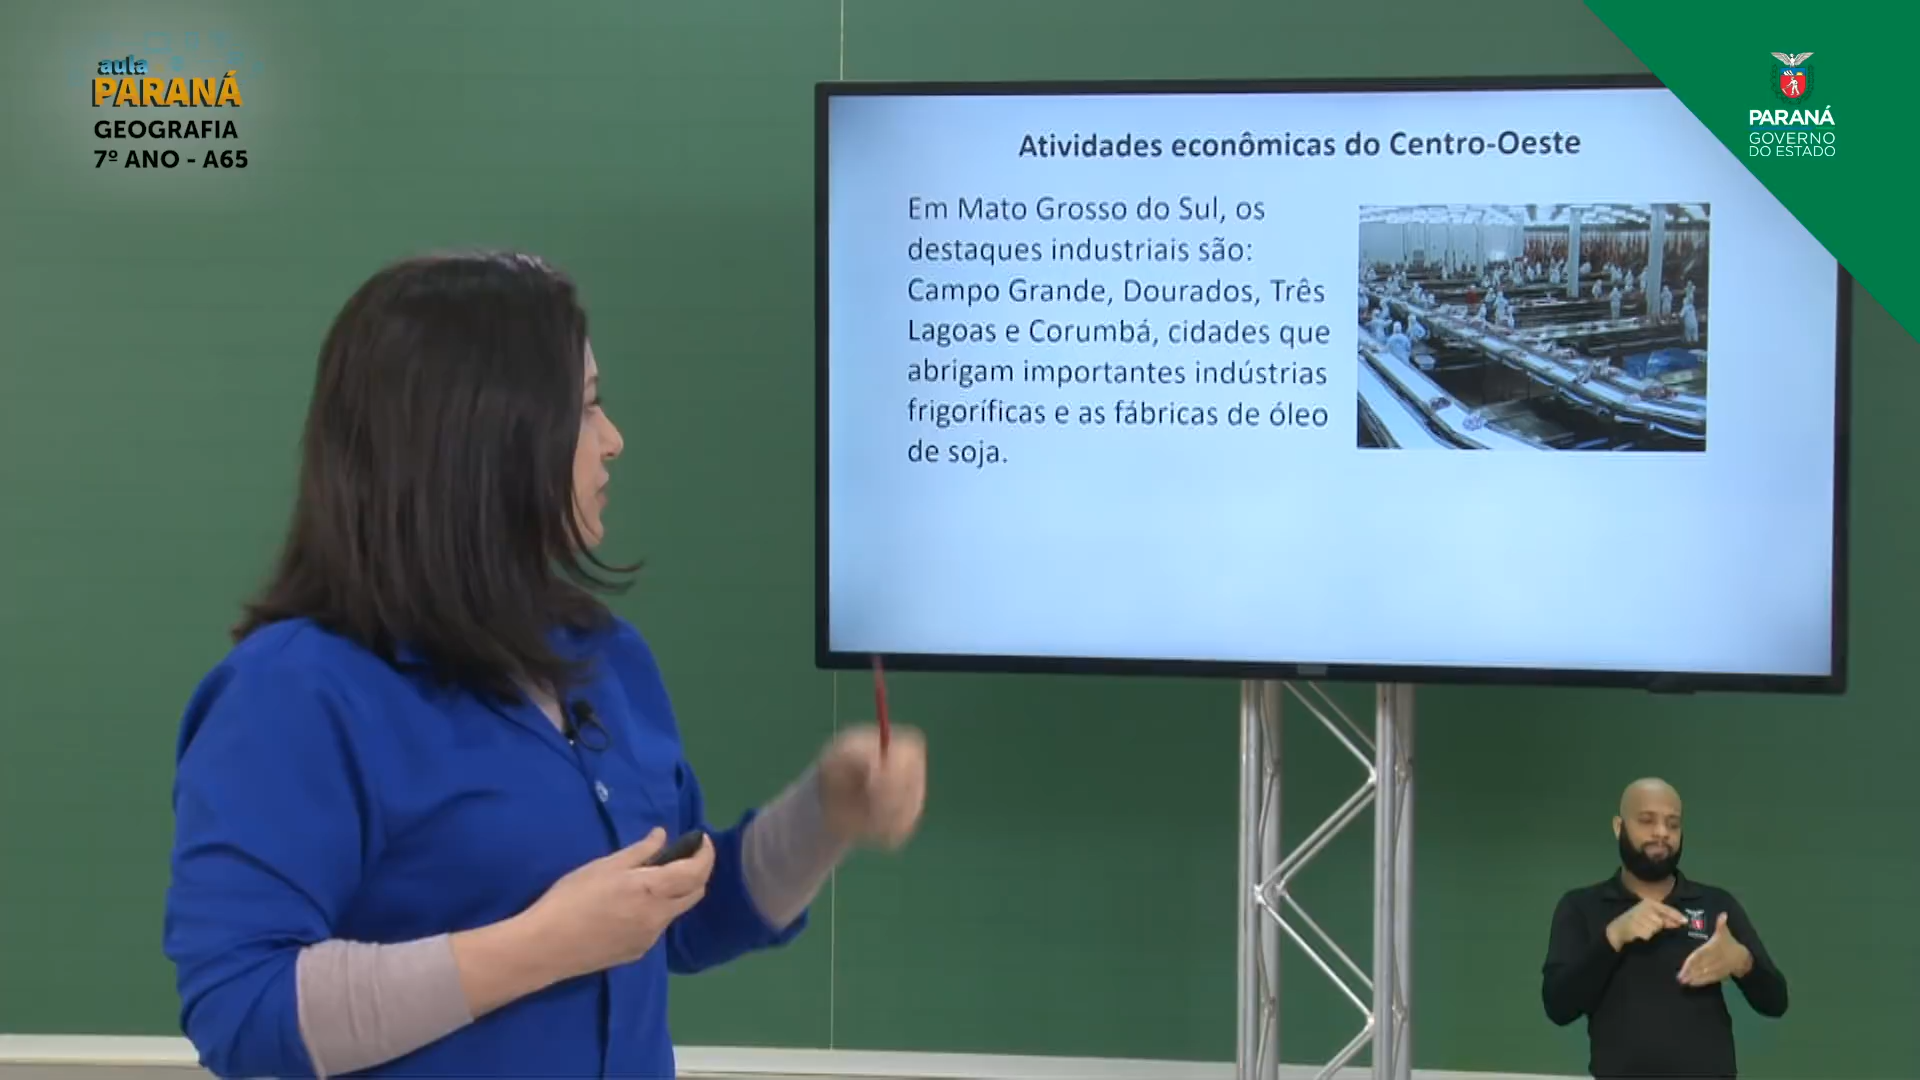 aula
PARANÁ
GEOGRAFIA
7º ANO - A65
Atividades econômicas do Centro-Oeste
Em Mato Grosso do Sul, os
destaques industriais são:
Campo Grande, Dourados, Três
Lagoas e Corumbá, cidades que
abrigam importantes indústrias
frigoríficas e as fábricas de óleo
de soja.
PARANÁ
GOVERNO
DO ESTADO